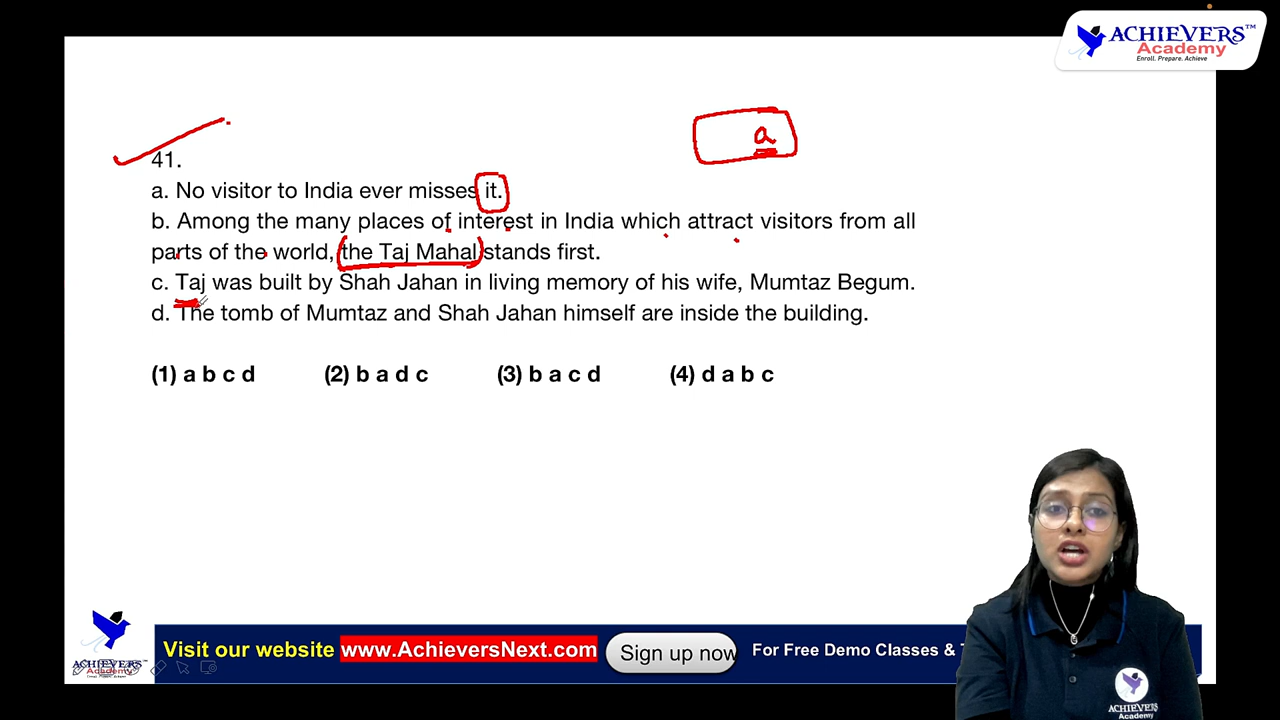 ACHIEVERS™
Academy
Enroll. Prepare. Achieve
a
41.
a. No visitor to India ever misses it.
b. Among the many places of interest in India which attract visitors from all
parts of the world, the Taj Mahal stands first.
c. Taj was built by Shah Jahan in living memory of his wife, Mumtaz Begum.
d. The tomb of Mumtaz and Shah Jahan himself are inside the building.
(1) a b c d (2) b a d c (3) b a c d (4) d a b c
Visit our website www.AchieversNext.com Sign up now For Free Demo Classes &
ACHIEVERS
Academy
ACHIEVERS
Academy